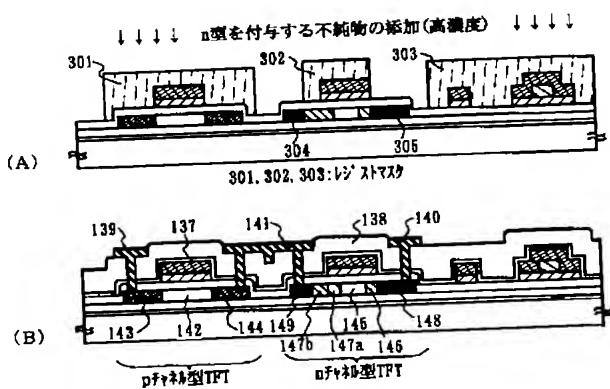 n型を付与する不純物の添加(高濃度)
301
302
303
304
305
(A)
301,302,303:レジストマスク
139
137
141
138
140
(B)
143
142
144
149
147b
145
147a
146
148
pチャネル型TFT
nチャネル型TFT